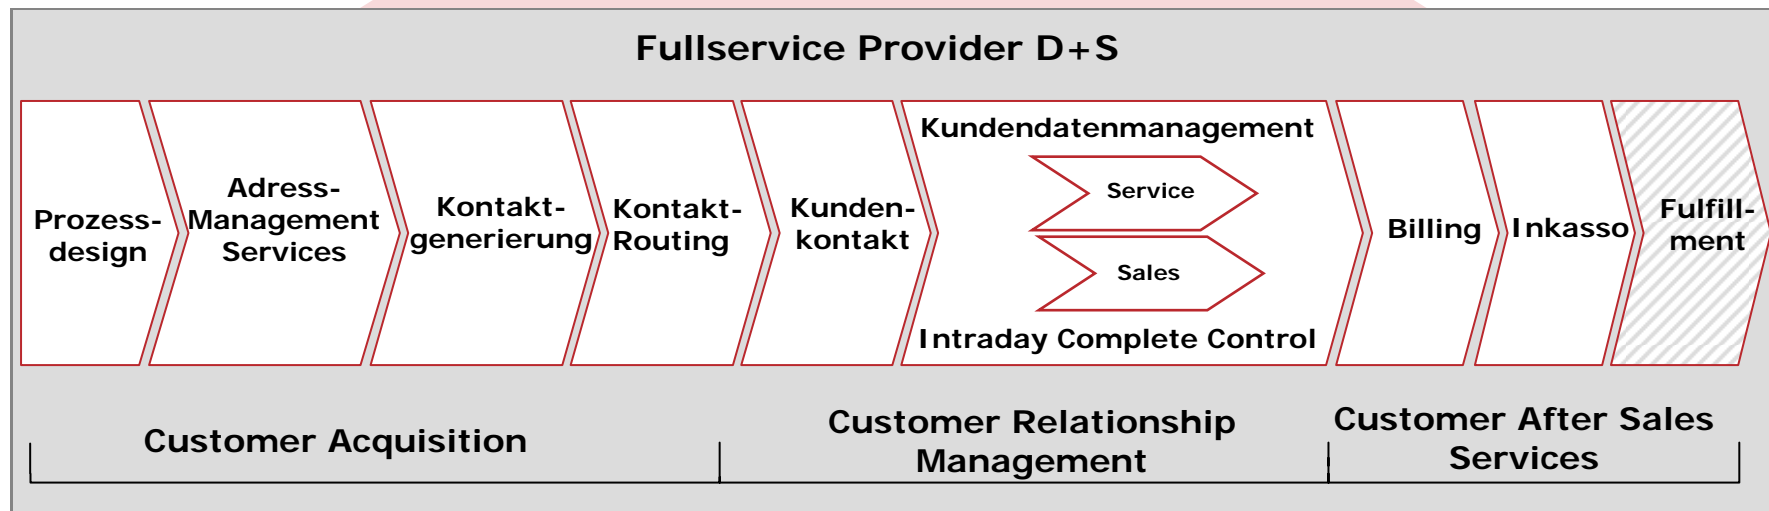 Fullservice Provider D+S
Prozess-
design
Adress-
Management
Services
Kontakt-
generierung
Kontakt-
Routing
Kunden-
kontakt
Kundendatenmanagement
Service
Sales
Intraday Complete Control
Billing
Inkasso
Fulfill-
ment
Customer Acquisition
Customer Relationship
Management
Customer After Sales
Services